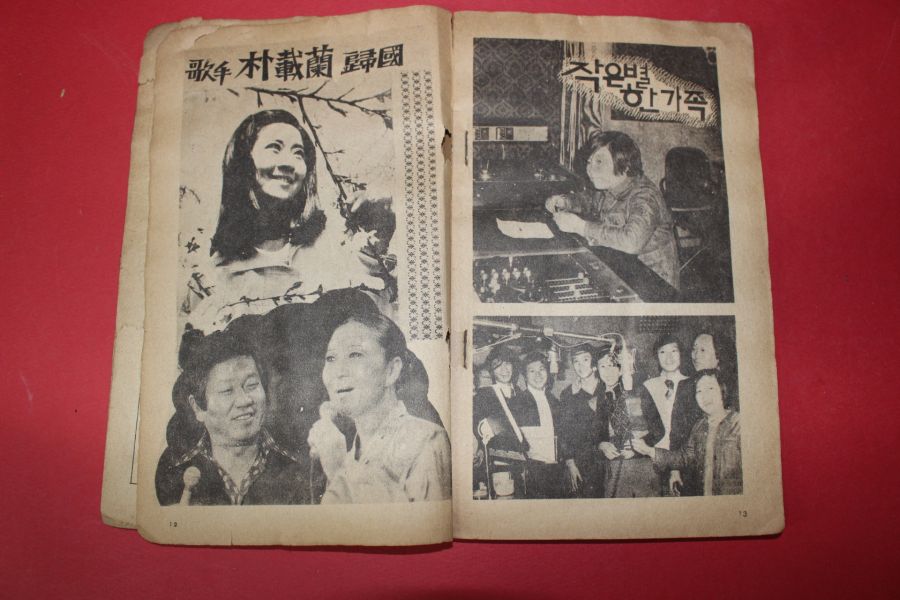 歌手 朴載蘭 歸國
작은별
한가족
12
13